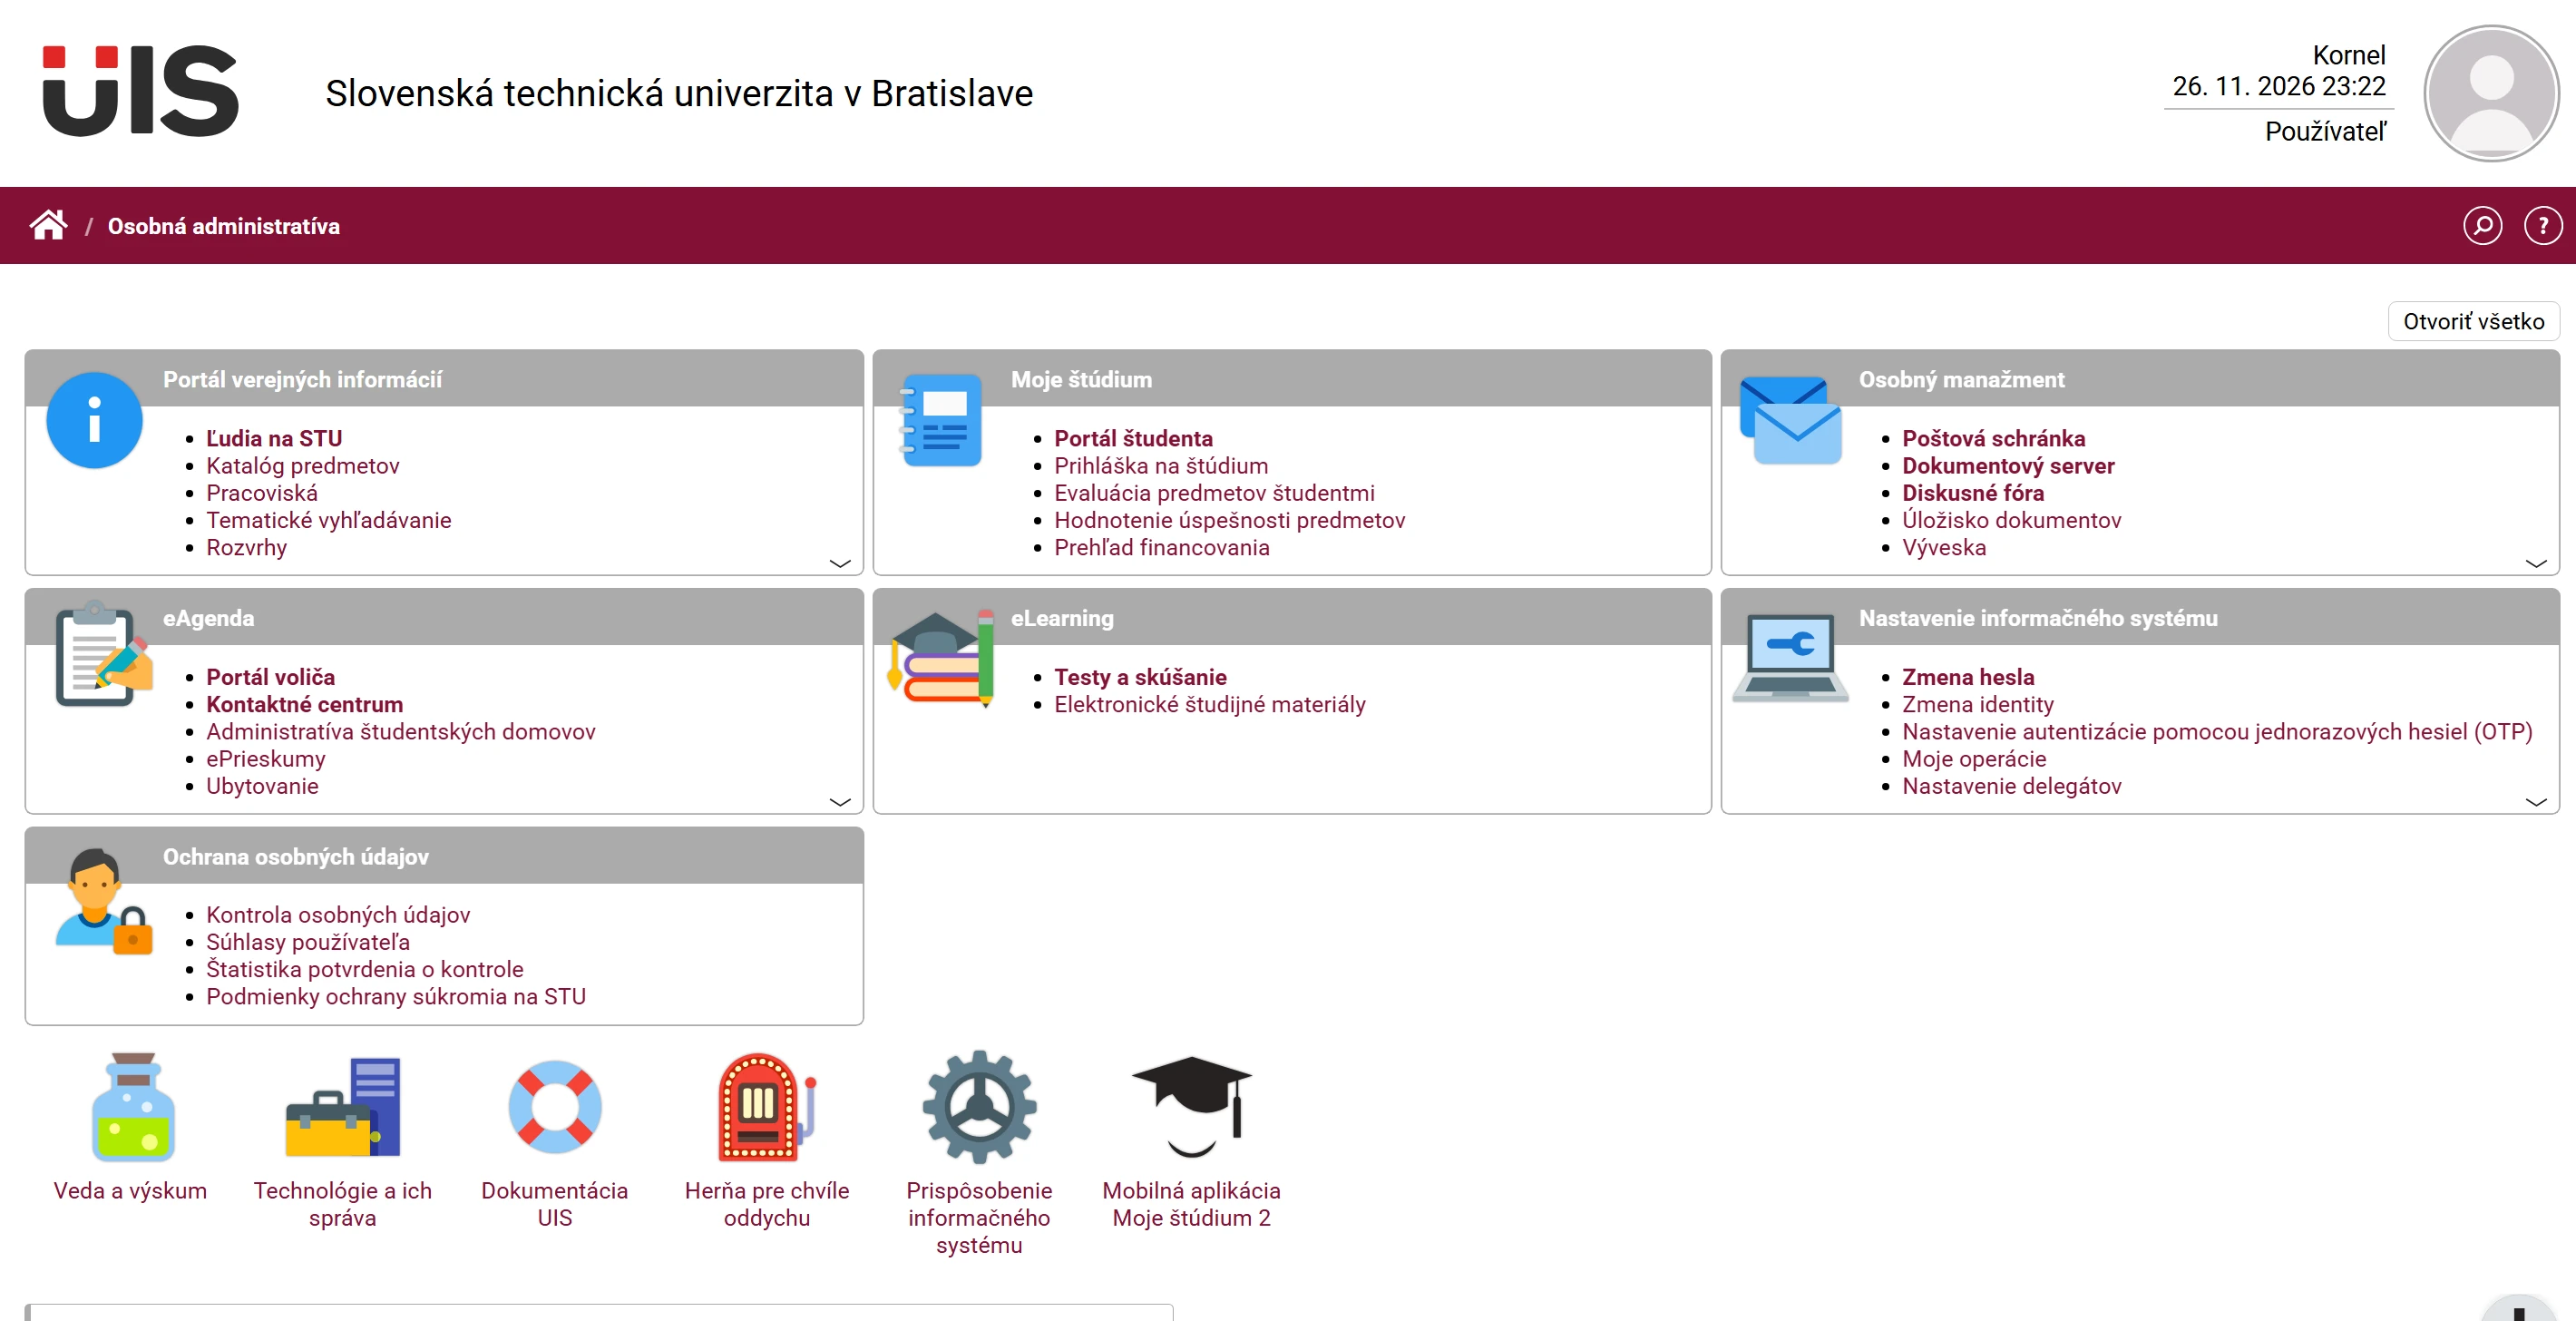 UIS
Slovenská technická univerzita v Bratislave
Kornel
26. 11. 2026 23:22
Používateľ
/ Osobná administratíva
?
Otvoriť všetko
Portál verejných informácií
Ľudia na STU
Katalóg predmetov
Pracoviská
Tematické vyhľadávanie
Rozvrhy
Moje štúdium
Portál študenta
Prihláška na štúdium
Evaluácia predmetov študentmi
Hodnotenie úspešnosti predmetov
Prehľad financovania
Osobný manažment
Poštová schránka
Dokumentový server
Diskusné fóra
Úložisko dokumentov
Výveska
eAgenda
Portál voliča
Kontaktné centrum
Administratíva študentských domovov
ePrieskumy
Ubytovanie
eLearning
Testy a skúšanie
Elektronické študijné materiály
Nastavenie informačného systému
Zmena hesla
Zmena identity
Nastavenie autentizácie pomocou jednorazových hesiel (OTP)
Moje operácie
Nastavenie delegátov
Ochrana osobných údajov
Kontrola osobných údajov
Súhlasy používateľa
Štatistika potvrdenia o kontrole
Podmienky ochrany súkromia na STU
Veda a výskum
Technológie a ich
správa
Dokumentácia
UIS
Herňa pre chvíle
oddychu
Prispôsobenie
informačného
systému
Mobilná aplikácia
Moje štúdium 2